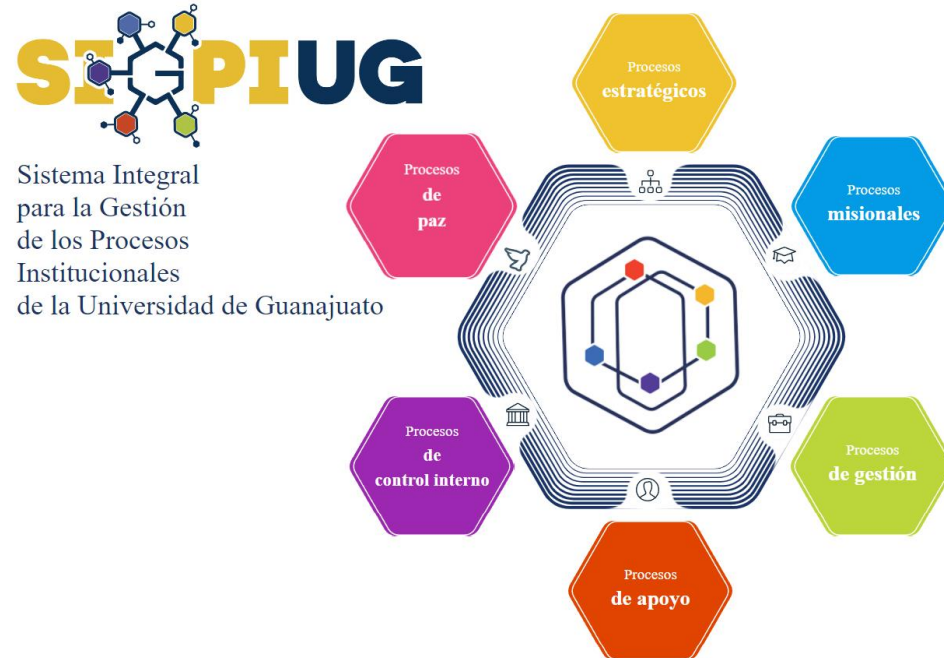 SIGPIUG
Sistema Integral
para la Gestión
de los Procesos
Institucionales
de la Universidad de Guanajuato
Procesos
estratégicos
Procesos
de
paz
Procesos
misionales
Procesos
de
control interno
Procesos
de gestión
Procesos
de apoyo